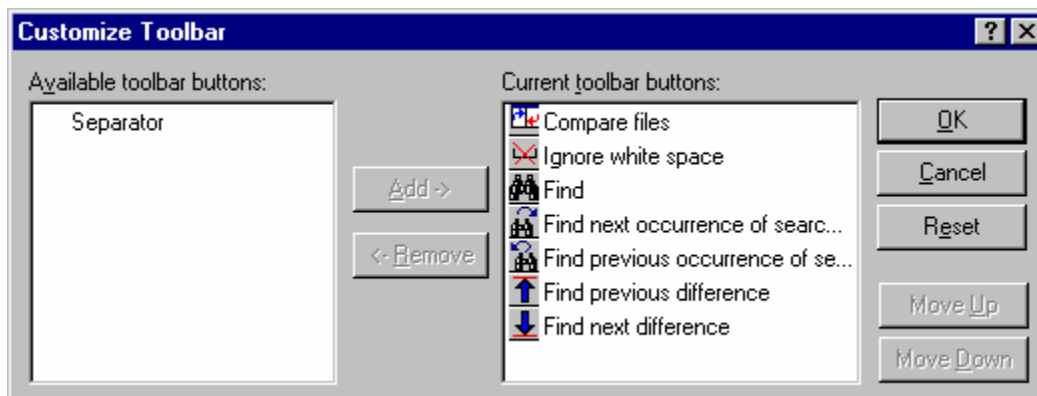 Customize Toolbar
Available toolbar buttons:
Separator
Add ->
<- Remove
Current toolbar buttons:
Compare files
Ignore white space
Find
Find next occurrence of searc...
Find previous occurrence of se...
Find previous difference
Find next difference
OK
Cancel
Reset
Move Up
Move Down